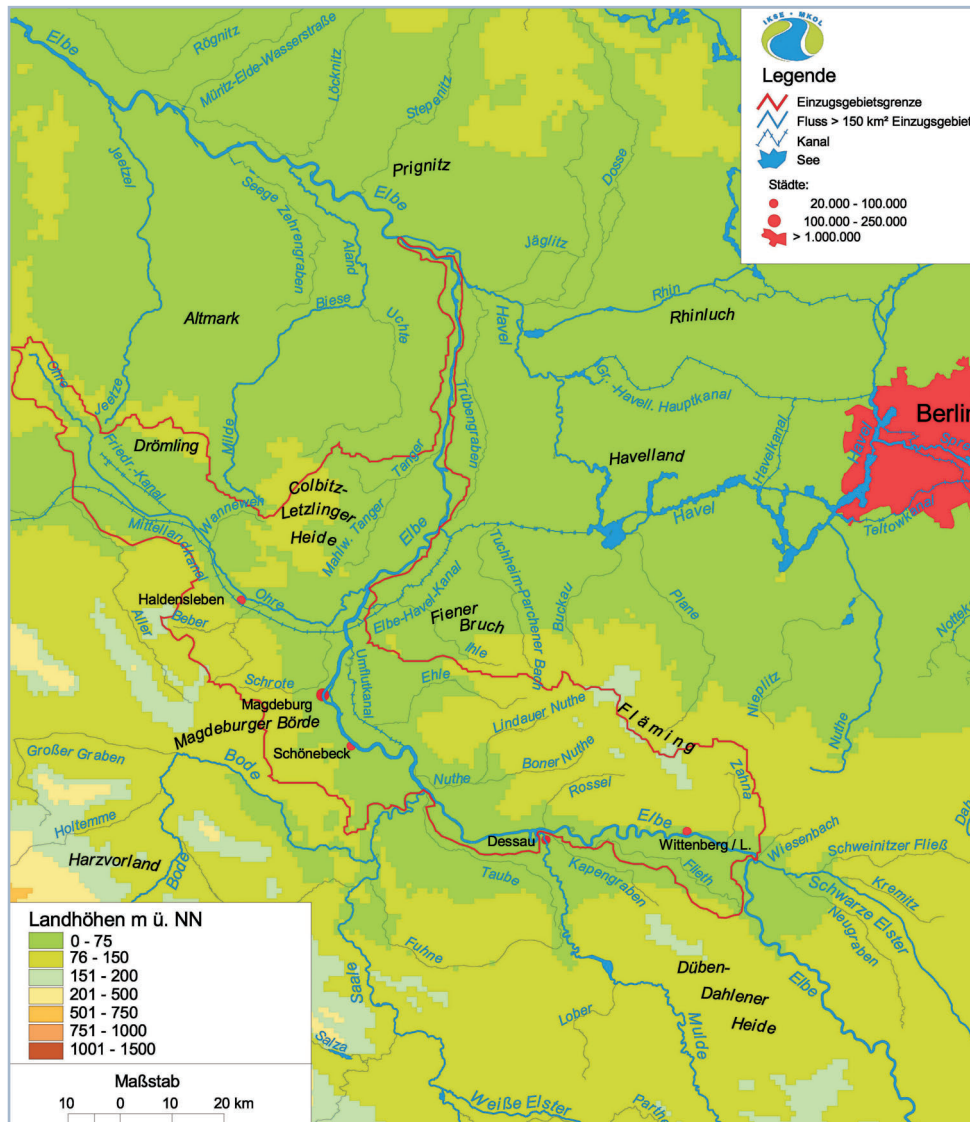 IKSE • MKOL
Legende
Einzugsgebietsgrenze
Fluss > 150 km² Einzugsgebiet
Kanal
See
Städte:
20.000 - 100.000
100.000 - 250.000
> 1.000.000
Elbe
Rögnitz
Müritz-Elde-Wasserstraße
Löcknitz
Stepenitz
Prignitz
Dosse
Jeetzel
Seege
Zehrengraben
Aland
Elbe
Jäglitz
Biese
Altmark
Uchte
Havel
Rhin
Rhinluch
Ohre
Jeetze
Trübengraben
Gr. -Havell. Hauptkanal
Berlin
Drömling
Milde
Havelland
Havelkanal
Havel
Spree
Friedr.-Kanal
Colbitz-
Letzlinger
Heide
Tanger
Wanneweh
Mahlw. Tanger
Elbe
Havel
Teltowkanal
Mittellandkanal
Haldensleben
Ohre
Elbe-Havel-Kanal
Tuchheim-Parchener Bach
Buckau
Plane
Fiener
Bruch
Beber
Aller
Ihle
Nieplitz
Schrote
Umflutkanal
Ehle
Magdeburg
Magdeburger Börde
Lindauer Nuthe
Fläming
Nuthe
Großer Graben
Bode
Schönebeck
Boner Nuthe
Nuthe
Rossel
Zahna
Holtemme
Elbe
Harzvorland
Bode
Dessau
Wittenberg / L.
Wiesenbach
Schweinitzer Fließ
Taube
Kapengraben
Flieth
Kremitz
Schwarze Elster
Neugraben
Landhöhen m ü. NN
0 - 75
76 - 150
151 - 200
201 - 500
501 - 750
751 - 1000
1001 - 1500
Fuhne
Saale
Düben-
Dahlener
Heide
Elbe
Lober
Mulde
Salza
Weiße Elster
Parthe
Maßstab
10 0 10 20 km